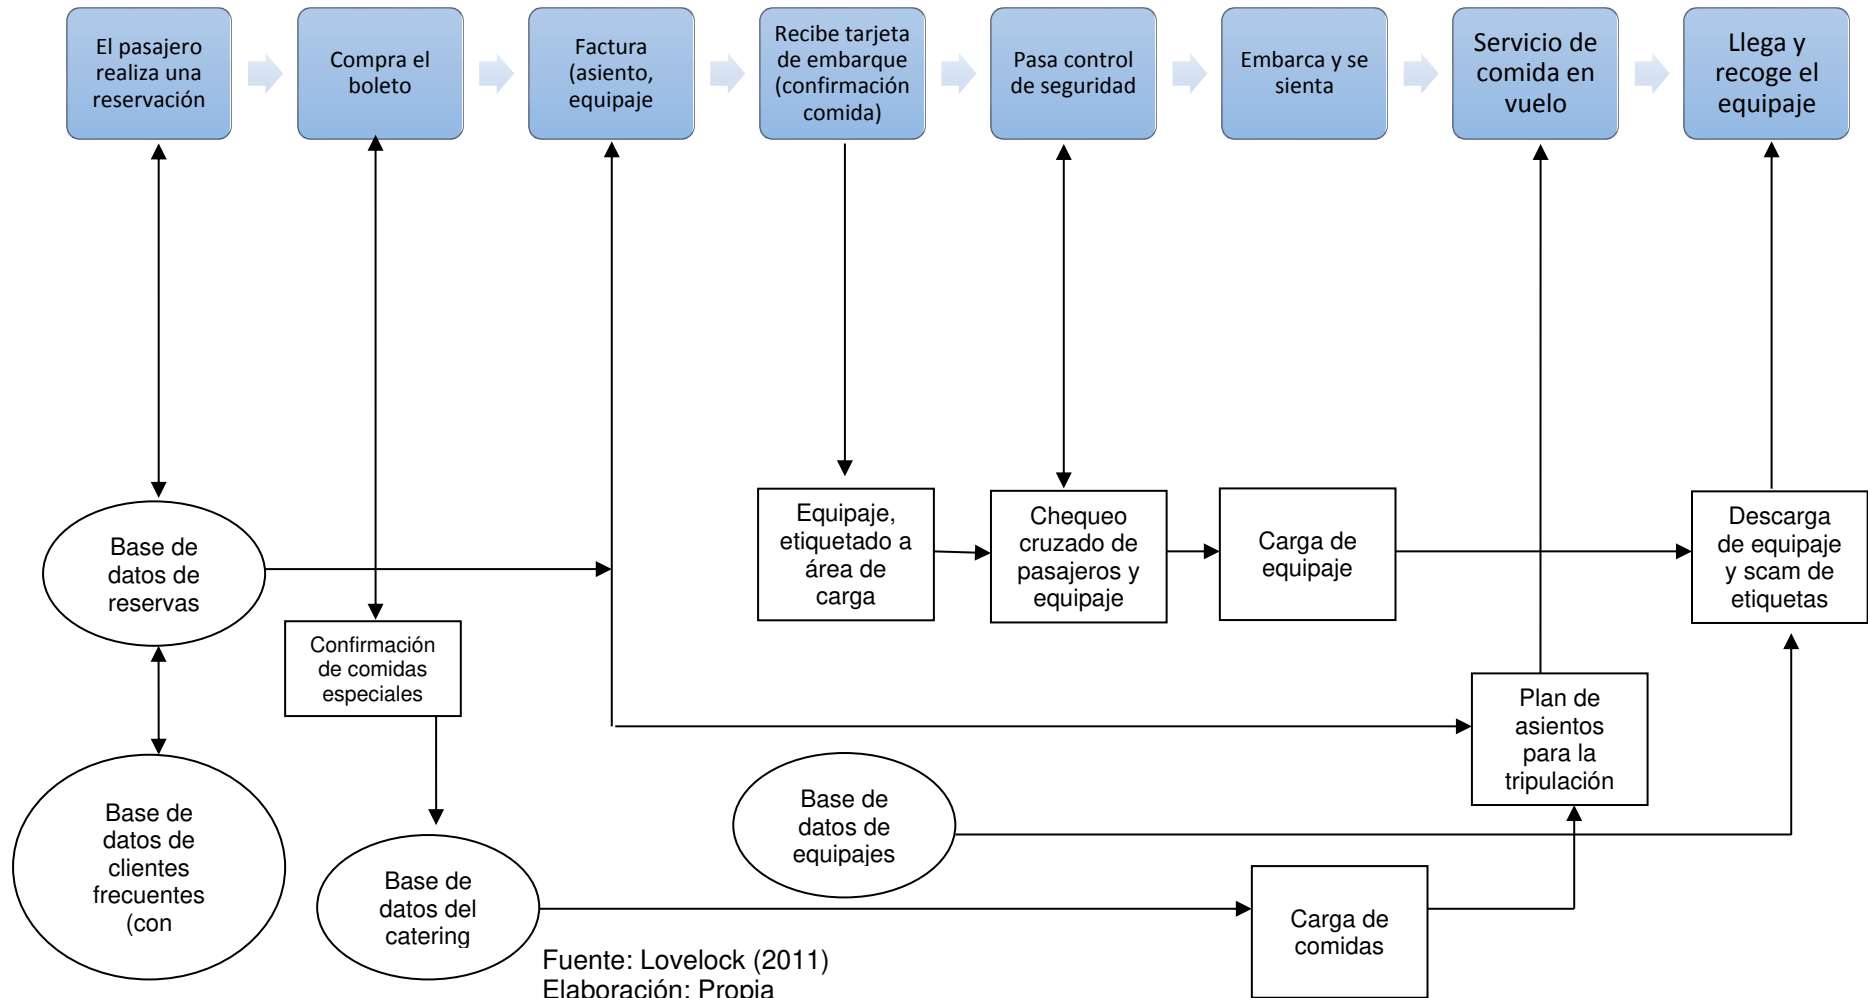 El pasajero
realiza una
reservación
Compra el
boleto
Factura
(asiento,
equipaje
Recibe tarjeta
de embarque
(confirmación
comida)
Pasa control
de seguridad
Embarca y se
sienta
Servicio de
comida en
vuelo
Llega y
recoge el
equipaje
Base de
datos de
reservas
Equipaje,
etiquetado a
área de
carga
Chequeo
cruzado de
pasajeros y
equipaje
Carga de
equipaje
Descarga
de equipaje
y scam de
etiquetas
Confirmación
de comidas
especiales
Plan de
asientos
para la
tripulación
Base de
datos de
clientes
frecuentes
(con
Base de
datos de
equipajes
Base de
datos del
catering
Carga de
comidas
Fuente: Lovelock (2011)
Elaboración: Propia